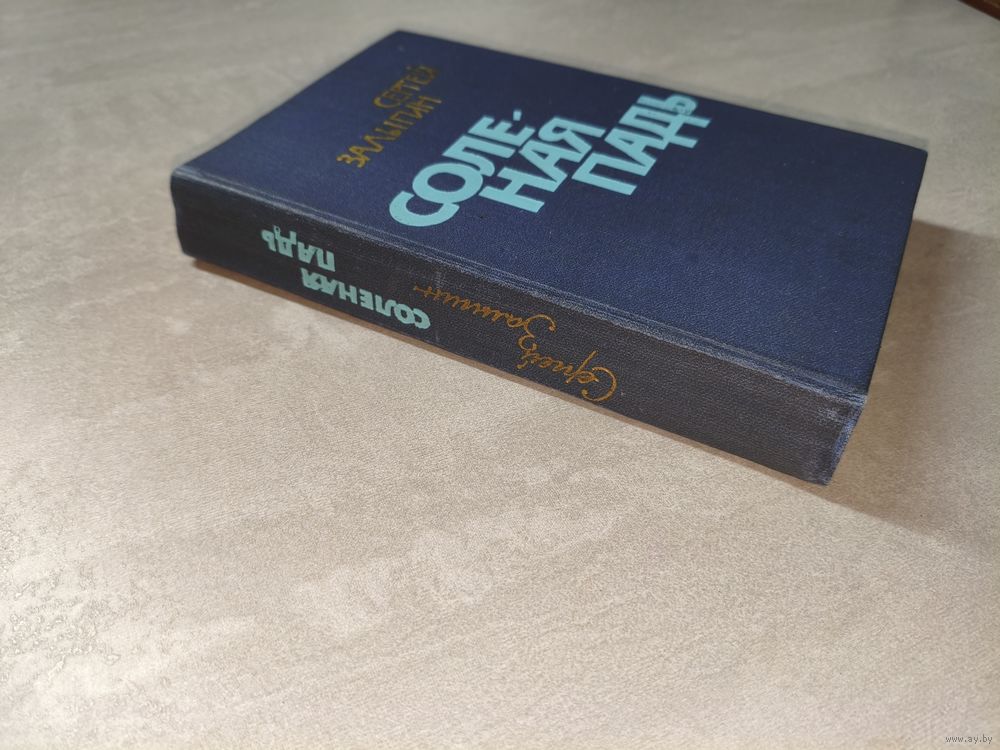 СЕРГЕЙ
ЗАЛЫГИН
СОЛЕ-
НАЯ
ПАДЬ
Сергей
Залыгин
СОЛЕНАЯ
ПАДЬ
www.ay.by